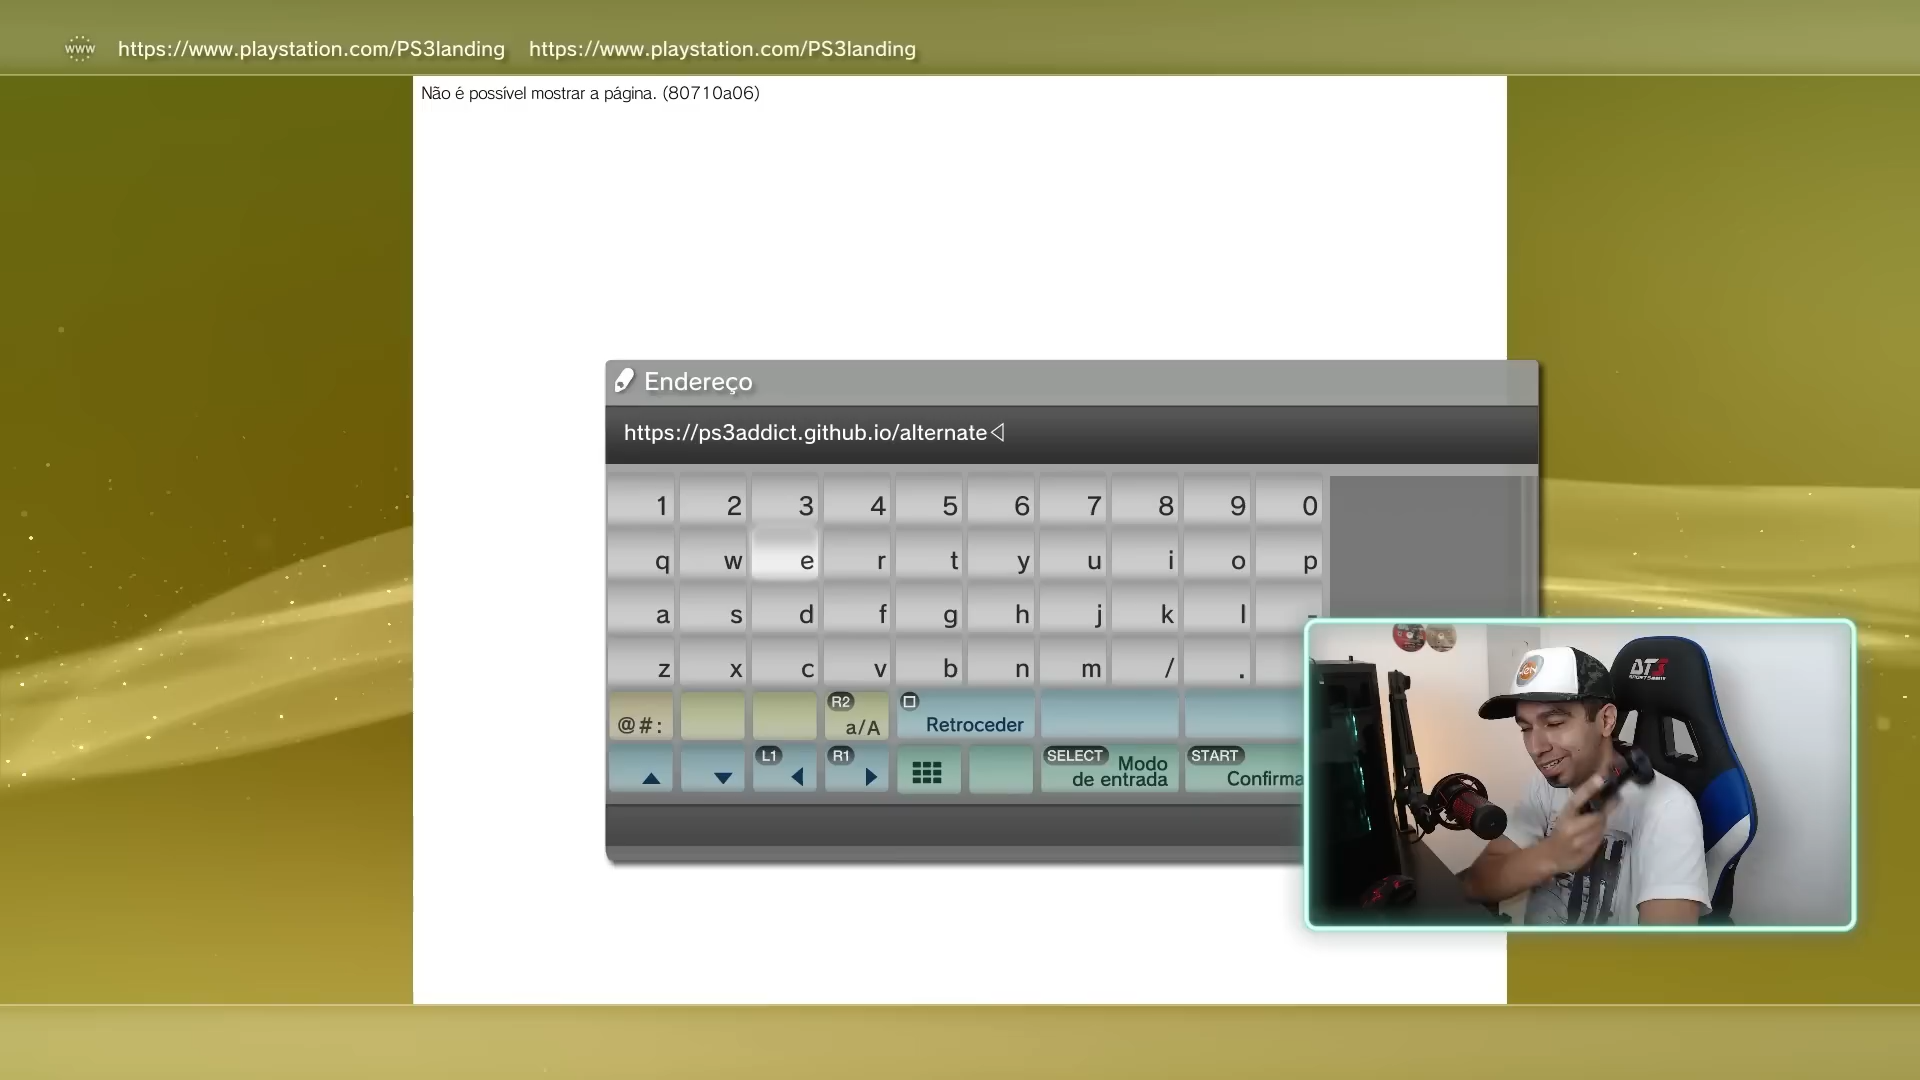 www https://www.playstation.com/PS3landing https://www.playstation.com/PS3landing
Não é possível mostrar a página. (80710a06)
Endereço
https://ps3addict.github.io/alternate
1 2 3 4 5 6 7 8 9 0
q w e r t y u i o p
a s d f g h j k l -
z x c v b n m / .
@#: R2 a/A Retroceder
L1 R1 SELECT Modo de entrada START Confirma
DT3